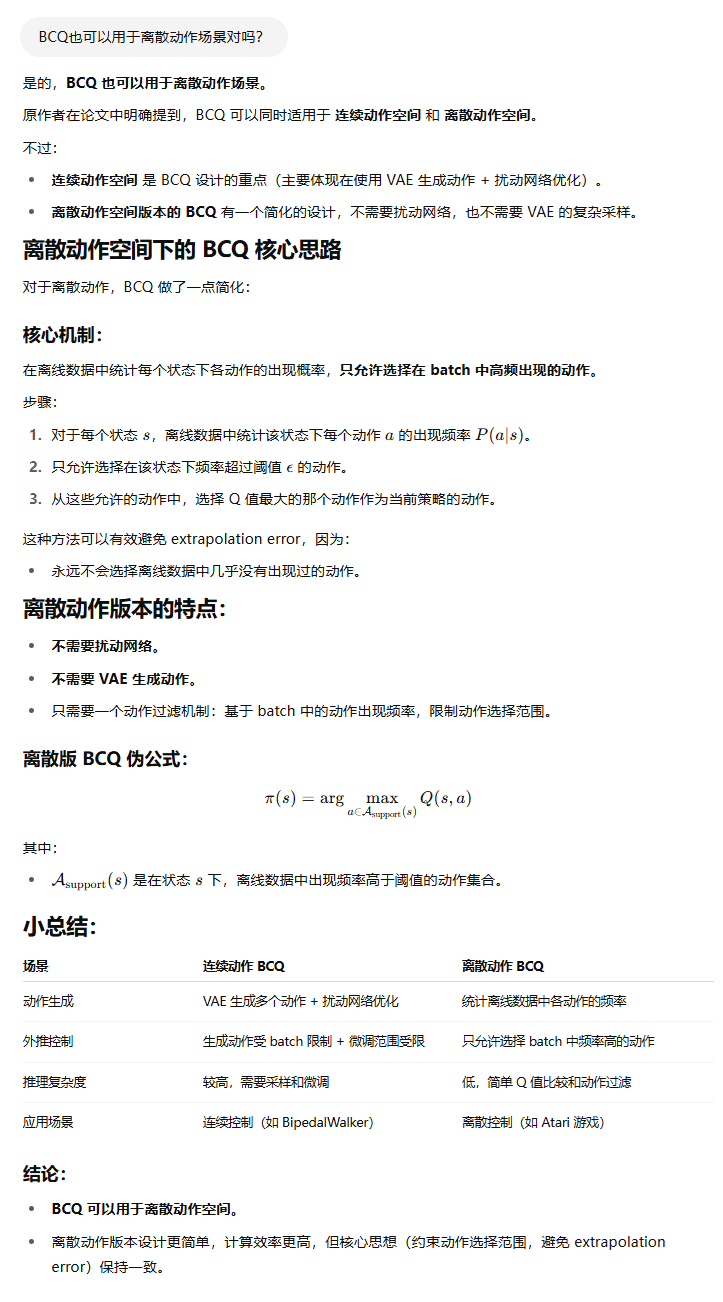 BCQ也可以用于离散动作场景对吗？
是的，BCQ 也可以用于离散动作场景。
原作者在论文中明确提到，BCQ 可以同时适用于 连续动作空间 和 离散动作空间。
不过：
• 连续动作空间 是 BCQ 设计的重点（主要体现在使用 VAE 生成动作 + 扰动网络优化）。
• 离散动作空间版本的 BCQ 有一个简化的设计，不需要扰动网络，也不需要 VAE 的复杂采样。
离散动作空间下的 BCQ 核心思路
对于离散动作，BCQ 做了一点简化：
核心机制：
在离线数据中统计每个状态下各动作的出现概率，只允许选择在 batch 中高频出现的动作。
步骤：
1. 对于每个状态 s，离线数据中统计该状态下每个动作 a 的出现频率 P(a|s)。
2. 只允许选择在该状态下频率超过阈值 ϵ 的动作。
3. 从这些允许的动作中，选择 Q 值最大的那个动作作为当前策略的动作。
这种方法可以有效避免 extrapolation error，因为：
• 永远不会选择离线数据中几乎没有出现过的动作。
离散动作版本的特点：
• 不需要扰动网络。
• 不需要 VAE 生成动作。
• 只需要一个动作过滤机制：基于 batch 中的动作出现频率，限制动作选择范围。
离散版 BCQ 伪公式：
π(s) = arg max_{a∈𝒜_support(s)} Q(s, a)
其中：
• 𝒜_support(s) 是在状态 s 下，离线数据中出现频率高于阈值的动作集合。
小总结：
场景 连续动作 BCQ 离散动作 BCQ
动作生成 VAE 生成多个动作 + 扰动网络优化 统计离线数据中各动作的频率
外推控制 生成动作受 batch 限制 + 微调范围受限 只允许选择 batch 中频率高的动作
推理复杂度 较高，需要采样和微调 低，简单 Q 值比较和动作过滤
应用场景 连续控制（如 BipedalWalker） 离散控制（如 Atari 游戏）
结论：
• BCQ 可以用于离散动作空间。
• 离散动作版本设计更简单，计算效率更高，但核心思想（约束动作选择范围，避免 extrapolation
error）保持一致。